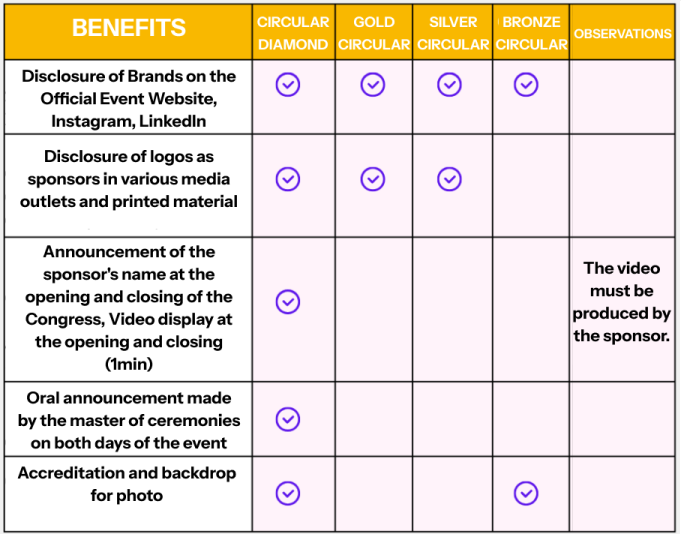 BENEFITS
CIRCULAR
DIAMOND
GOLD
CIRCULAR
SILVER
CIRCULAR
BRONZE
CIRCULAR
OBSERVATIONS
Disclosure of Brands on the
Official Event Website,
Instagram, LinkedIn
Disclosure of logos as
sponsors in various media
outlets and printed material
Announcement of the
sponsor's name at the
opening and closing of the
Congress, Video display at
the opening and closing
(1min)
The video
must be
produced by
the sponsor.
Oral announcement made
by the master of ceremonies
on both days of the event
Accreditation and backdrop
for photo